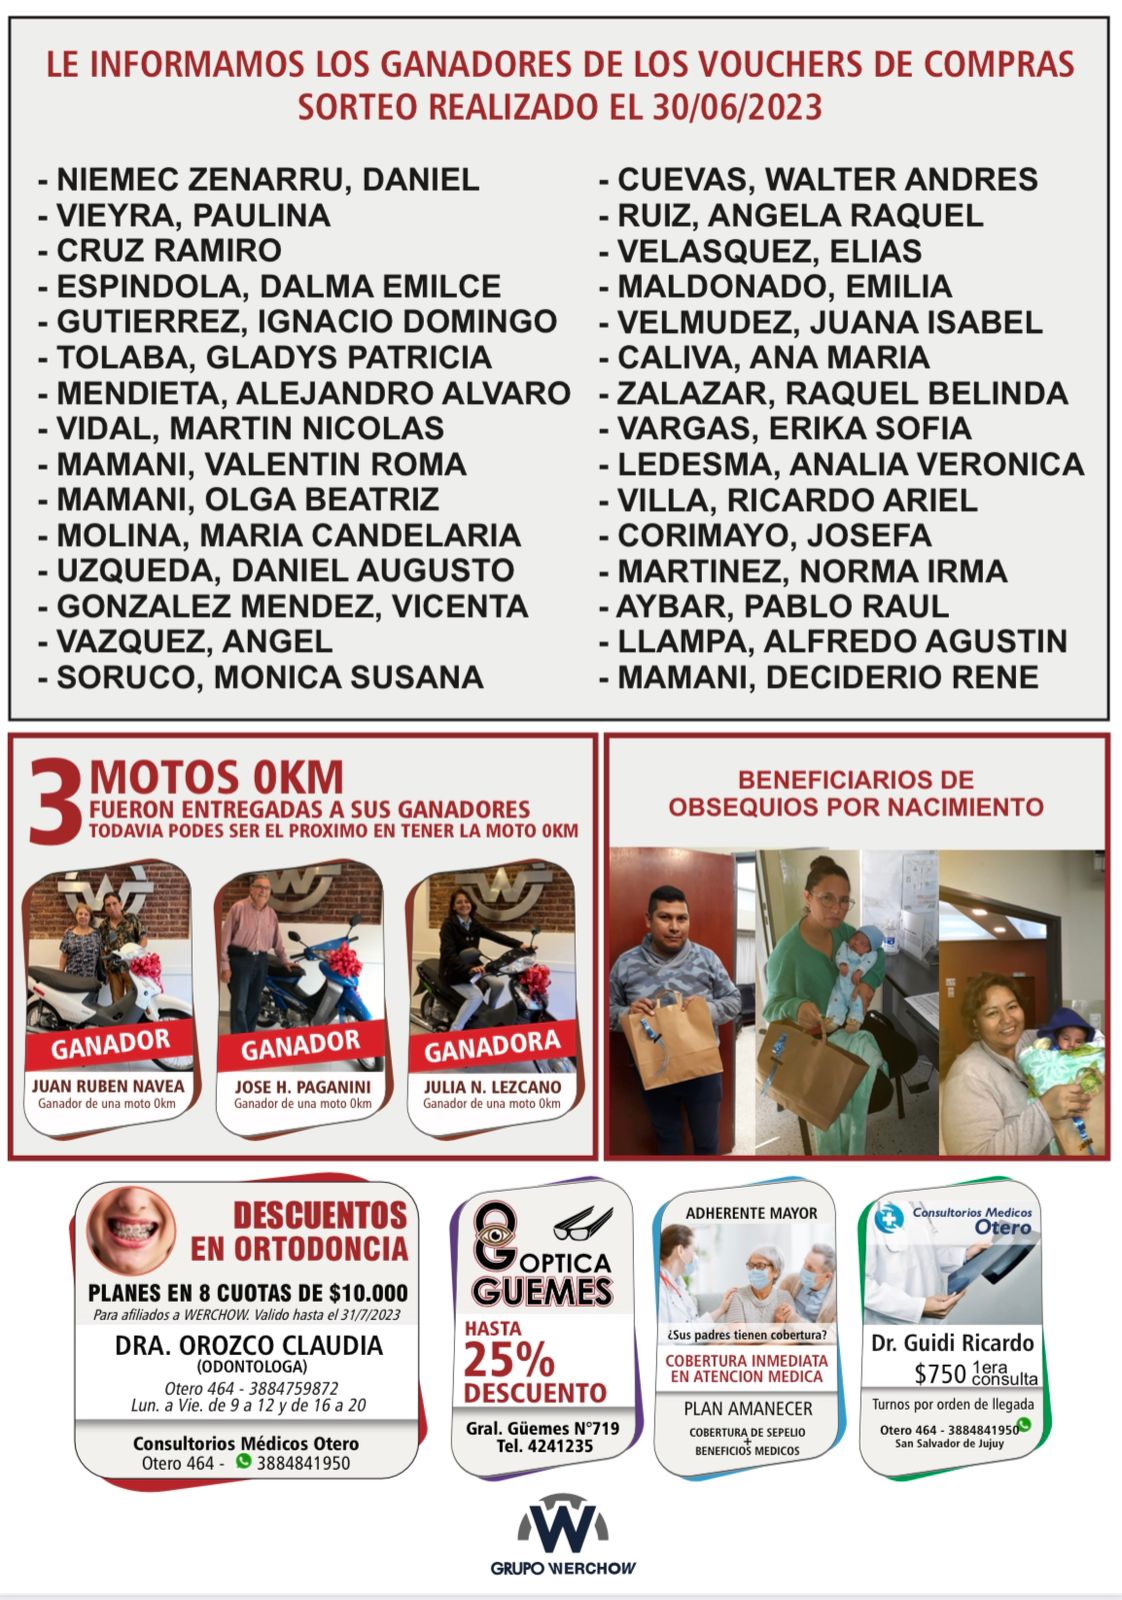 LE INFORMAMOS LOS GANADORES DE LOS VOUCHERS DE COMPRAS
SORTEO REALIZADO EL 30/06/2023
- NIEMEC ZENARRU, DANIEL
- VIEYRA, PAULINA
- CRUZ RAMIRO
- ESPINDOLA, DALMA EMILCE
- GUTIERREZ, IGNACIO DOMINGO
- TOLABA, GLADYS PATRICIA
- MENDIETA, ALEJANDRO ALVARO
- VIDAL, MARTIN NICOLAS
- MAMANI, VALENTIN ROMA
- MAMANI, OLGA BEATRIZ
- MOLINA, MARIA CANDELARIA
- UZQUEDA, DANIEL AUGUSTO
- GONZALEZ MENDEZ, VICENTA
- VAZQUEZ, ANGEL
- SORUCO, MONICA SUSANA
- CUEVAS, WALTER ANDRES
- RUIZ, ANGELA RAQUEL
- VELASQUEZ, ELIAS
- MALDONADO, EMILIA
- VELMUDEZ, JUANA ISABEL
- CALIVA, ANA MARIA
- ZALAZAR, RAQUEL BELINDA
- VARGAS, ERIKA SOFIA
- LEDESMA, ANALIA VERONICA
- VILLA, RICARDO ARIEL
- CORIMAYO, JOSEFA
- MARTINEZ, NORMA IRMA
- AYBAR, PABLO RAUL
- LLAMPA, ALFREDO AGUSTIN
- MAMANI, DECIDERIO RENE
3 MOTOS 0KM
FUERON ENTREGADAS A SUS GANADORES
TODAVIA PODES SER EL PROXIMO EN TENER LA MOTO 0KM
GANADOR
JUAN RUBEN NAVEA
Ganador de una moto 0km
GANADOR
JOSE H. PAGANINI
Ganador de una moto 0km
GANADORA
JULIA N. LEZCANO
Ganador de una moto 0km
BENEFICIARIOS DE
OBSEQUIOS POR NACIMIENTO
DESCUENTOS
EN ORTODONCIA
PLANES EN 8 CUOTAS DE $10.000
Para afiliados a WERCHOW. Valido hasta el 31/7/2023
DRA. OROZCO CLAUDIA
(ODONTOLOGA)
Otero 464 - 3884759872
Lun. a Vie. de 9 a 12 y de 16 a 20
Consultorios Médicos Otero
Otero 464 - 3884841950
OG OPTICA
GUEMES
HASTA
25%
DESCUENTO
Gral. Güemes N°719
Tel. 4241235
ADHERENTE MAYOR
¿Sus padres tienen cobertura?
COBERTURA INMEDIATA
EN ATENCION MEDICA
PLAN AMANECER
COBERTURA DE SEPELIO
+
BENEFICIOS MEDICOS
Consultorios Medicos
Otero
Dr. Guidi Ricardo
$750 1era consulta
Turnos por orden de llegada
Otero 464 - 3884841950
San Salvador de Jujuy
W
GRUPO WERCHOW